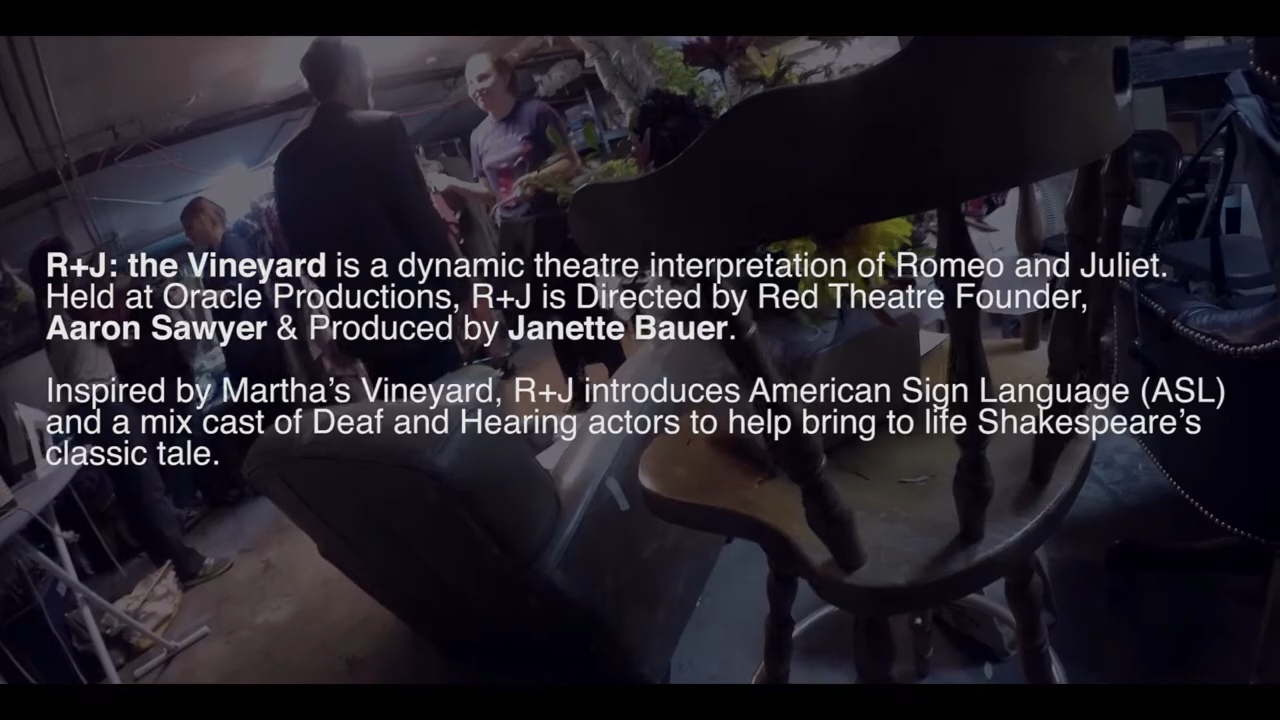 R+J: the Vineyard is a dynamic theatre interpretation of Romeo and Juliet.
Held at Oracle Productions, R+J is Directed by Red Theatre Founder,
Aaron Sawyer & Produced by Janette Bauer.
Inspired by Martha’s Vineyard, R+J introduces American Sign Language (ASL)
and a mix cast of Deaf and Hearing actors to help bring to life Shakespeare’s
classic tale.